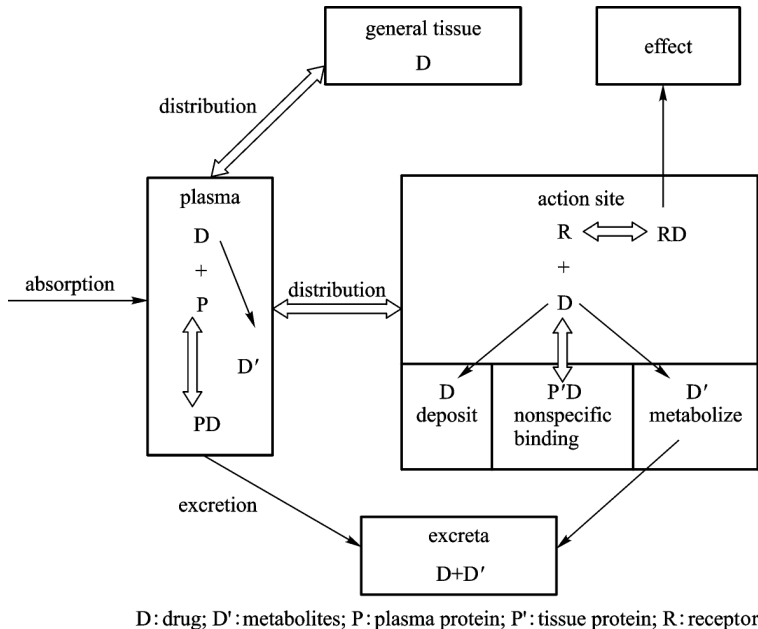 general tissue
D
effect
distribution
plasma
D
+
P
D′
PD
absorption
distribution
action site
R
RD
+
D
D
deposit
P′D
nonspecific
binding
D′
metabolize
excretion
excreta
D+D′
D: drug; D′: metabolites; P: plasma protein; P′: tissue protein; R: receptor